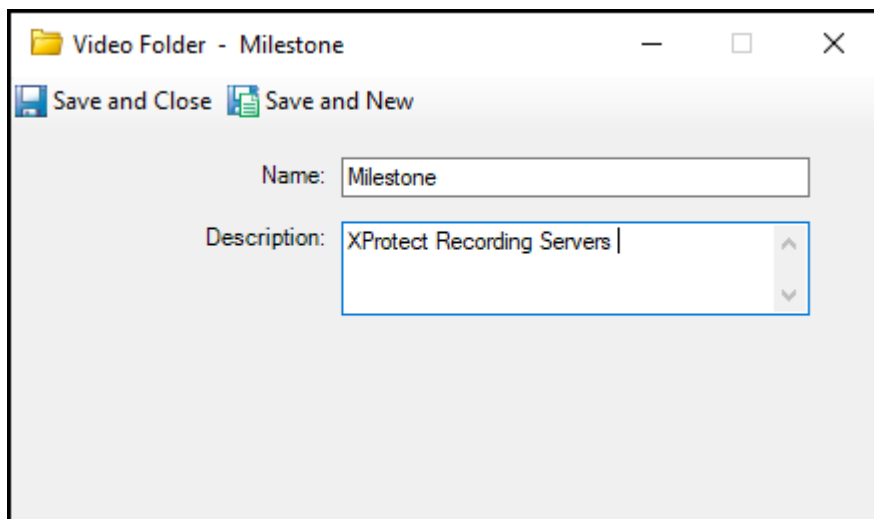 Video Folder - Milestone
Save and Close Save and New
Name: Milestone
Description: XProtect Recording Servers